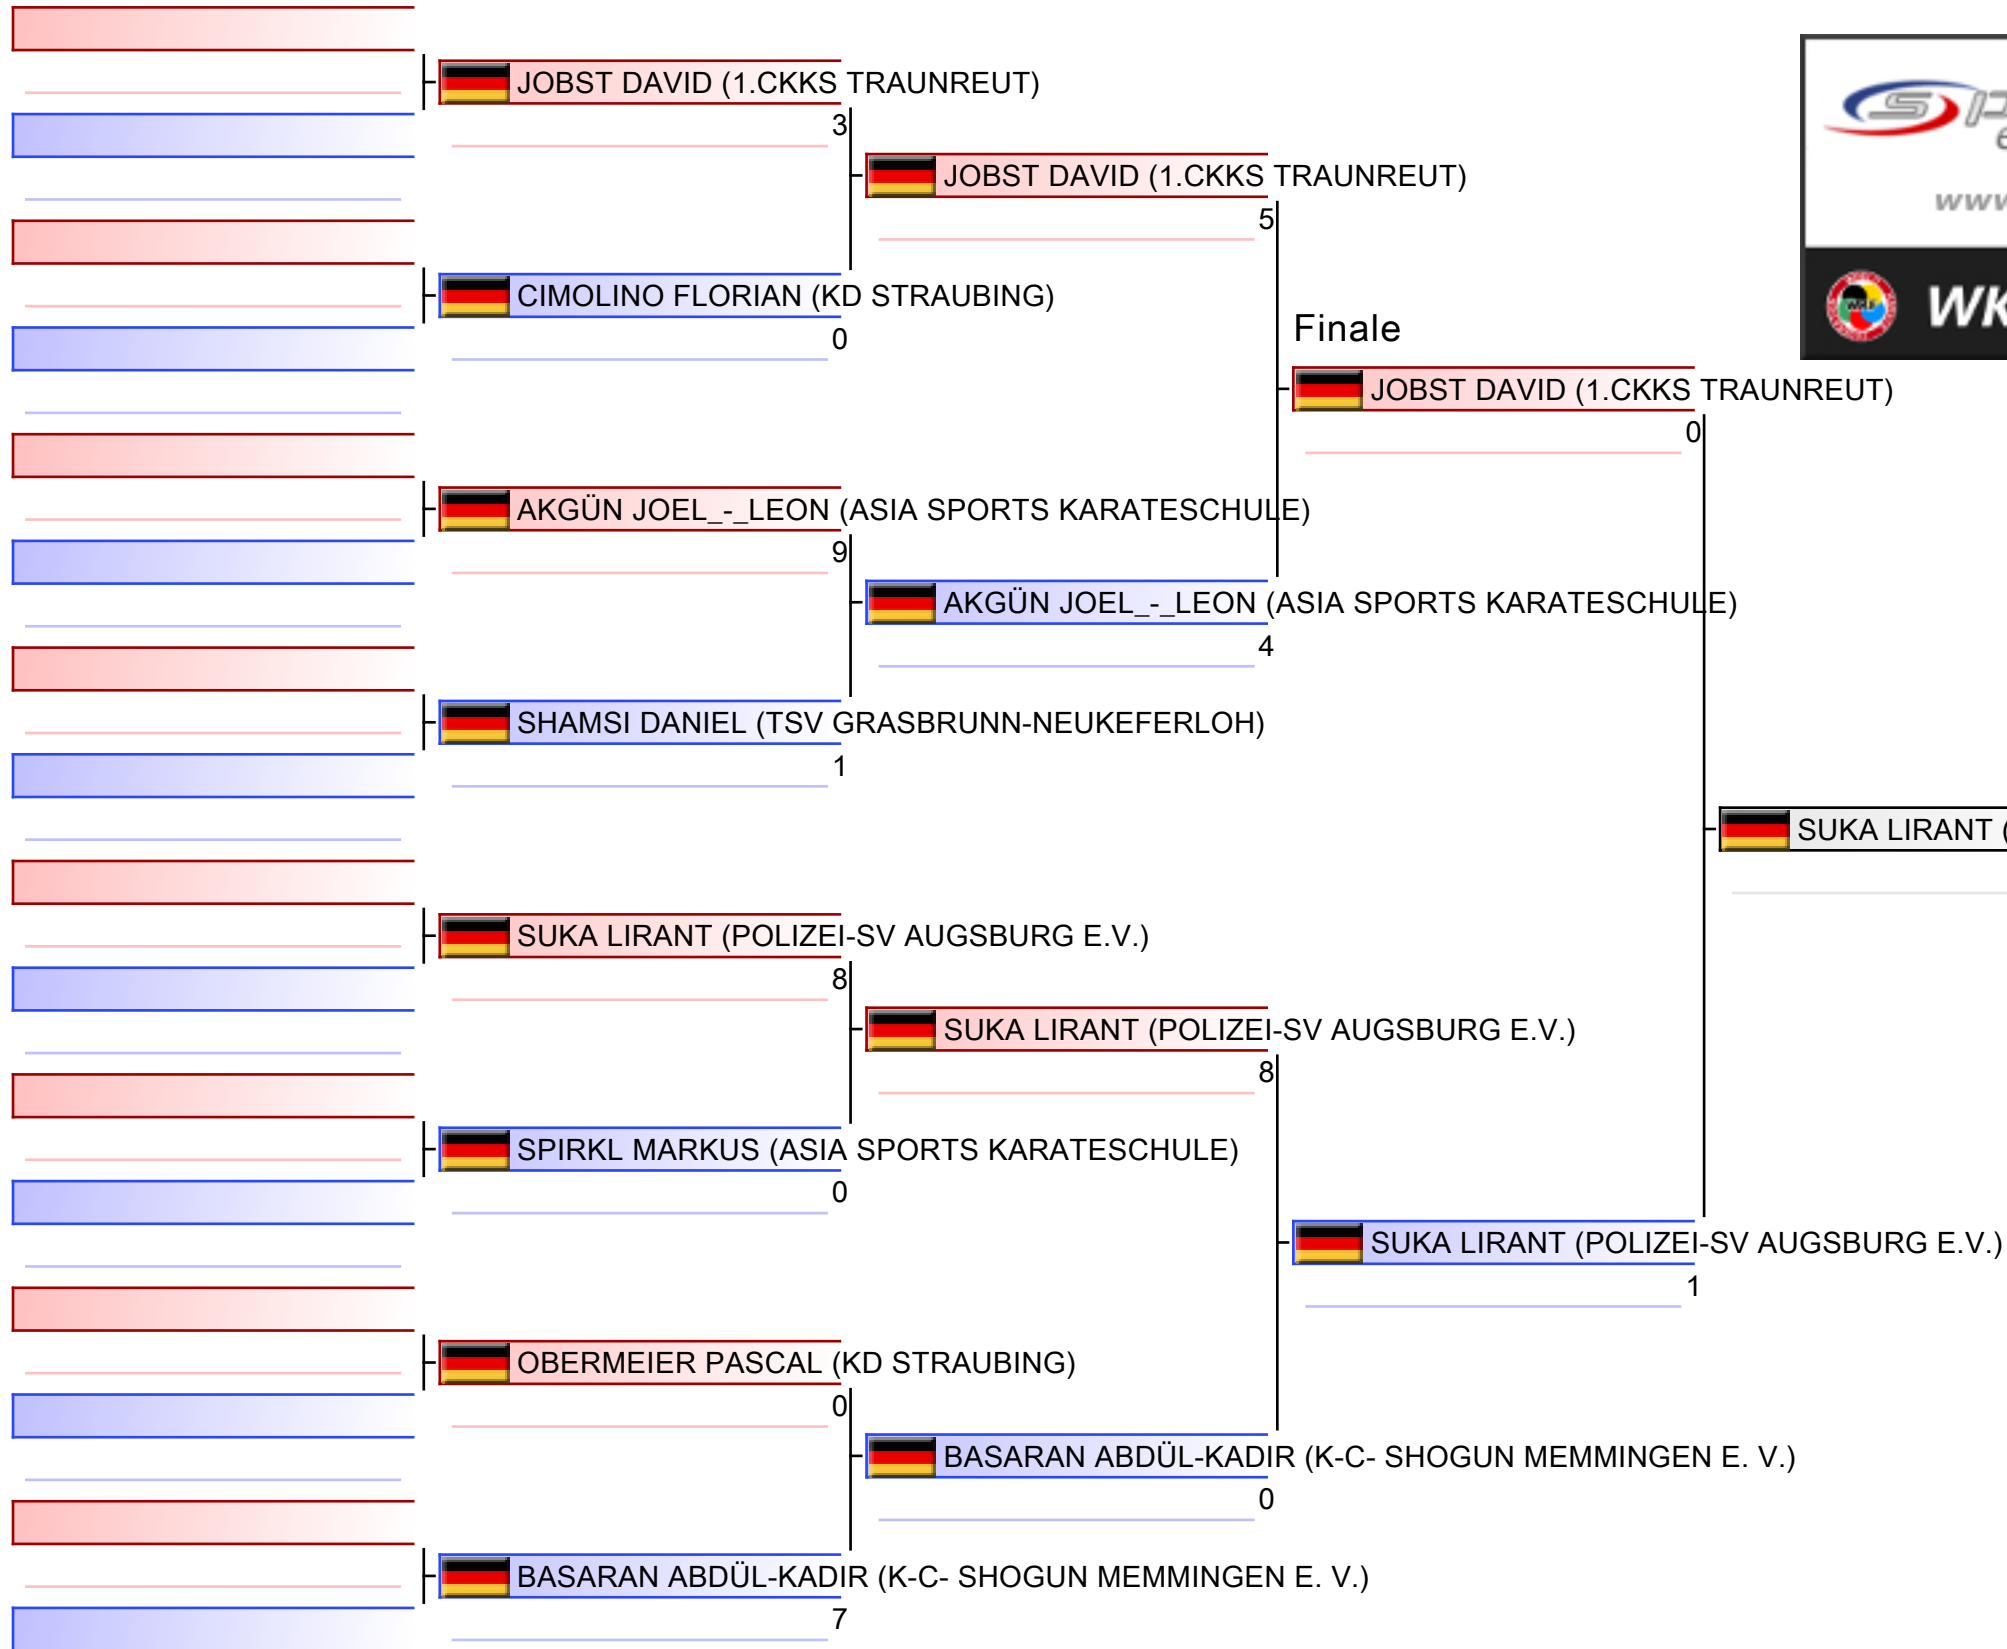 JOBST DAVID (1.CKKS TRAUNREUT)
3
CIMOLINO FLORIAN (KD STRAUBING)
0
AKGÜN JOEL_-_LEON (ASIA SPORTS KARATESCHULE)
9
SHAMSI DANIEL (TSV GRASBRUNN-NEUKEFERLOH)
1
SUKA LIRANT (POLIZEI-SV AUGSBURG E.V.)
8
SPIRKL MARKUS (ASIA SPORTS KARATESCHULE)
0
OBERMEIER PASCAL (KD STRAUBING)
0
BASARAN ABDÜL-KADIR (K-C- SHOGUN MEMMINGEN E. V.)
7
JOBST DAVID (1.CKKS TRAUNREUT)
5
AKGÜN JOEL_-_LEON (ASIA SPORTS KARATESCHULE)
4
SUKA LIRANT (POLIZEI-SV AUGSBURG E.V.)
8
BASARAN ABDÜL-KADIR (K-C- SHOGUN MEMMINGEN E. V.)
0
Finale
JOBST DAVID (1.CKKS TRAUNREUT)
0
SUKA LIRANT (POLIZEI-SV AUGSBURG E.V.)
1
SUKA LIRANT (
www